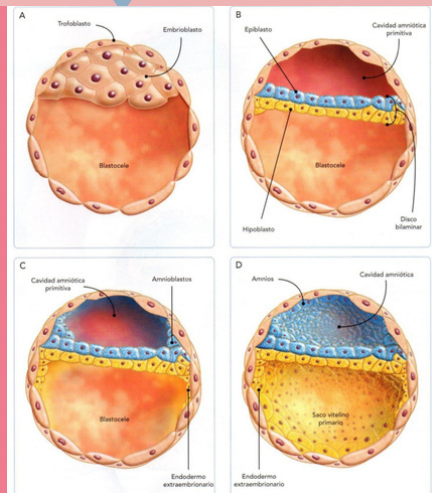 A
Trofoblasto
Embrioblasto
Blastocele
B
Epiblasto
Cavidad amniótica
primitiva
Blastocele
Hipoblasto
Disco
bilaminar
C
Cavidad amniótica
primitiva
Amnioblastos
Blastocele
Endodermo
extraembrionario
D
Amnios
Cavidad amniótica
Saco vitelino
primario
Endodermo
extraembrionario